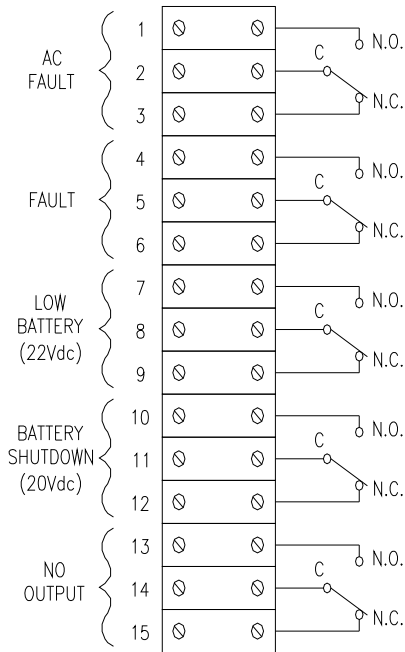 AC
FAULT
1
2
3
N.O.
C
N.C.
FAULT
4
5
6
N.O.
C
N.C.
LOW
BATTERY
(22Vdc)
7
8
9
N.O.
C
N.C.
BATTERY
SHUTDOWN
(20Vdc)
10
11
12
N.O.
C
N.C.
NO
OUTPUT
13
14
15
N.O.
C
N.C.